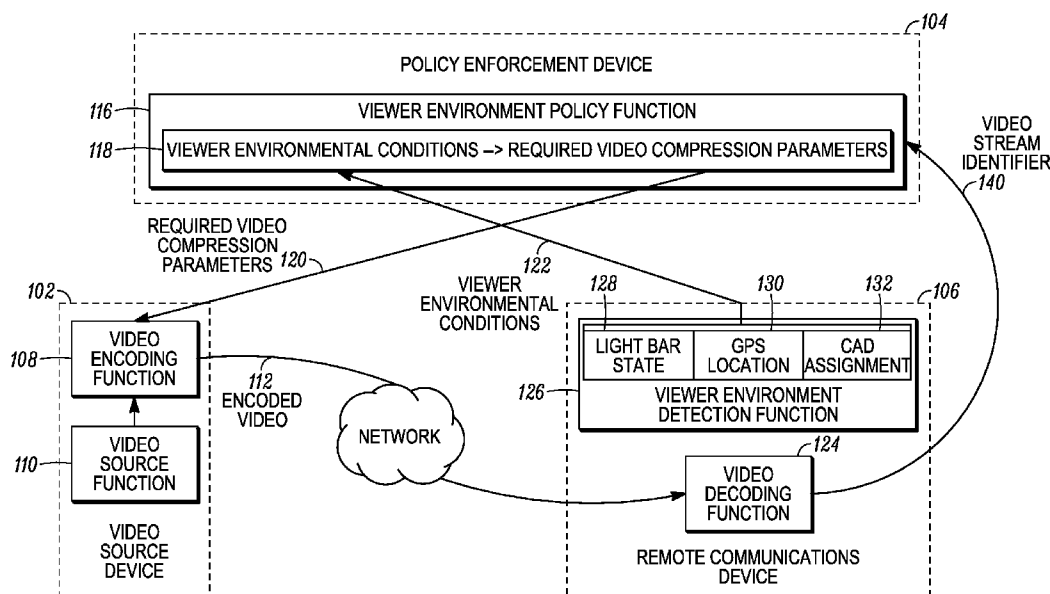 104
POLICY ENFORCEMENT DEVICE
116
VIEWER ENVIRONMENT POLICY FUNCTION
118
VIEWER ENVIRONMENTAL CONDITIONS –> REQUIRED VIDEO COMPRESSION PARAMETERS
VIDEO
STREAM
IDENTIFIER
140
REQUIRED VIDEO
COMPRESSION
PARAMETERS
120
122
VIEWER
ENVIRONMENTAL
CONDITIONS
102
108
VIDEO
ENCODING
FUNCTION
112
ENCODED
VIDEO
110
VIDEO
SOURCE
FUNCTION
VIDEO
SOURCE
DEVICE
NETWORK
106
128
130
132
LIGHT BAR
STATE
GPS
LOCATION
CAD
ASSIGNMENT
126
VIEWER ENVIRONMENT
DETECTION FUNCTION
124
VIDEO
DECODING
FUNCTION
REMOTE COMMUNICATIONS
DEVICE